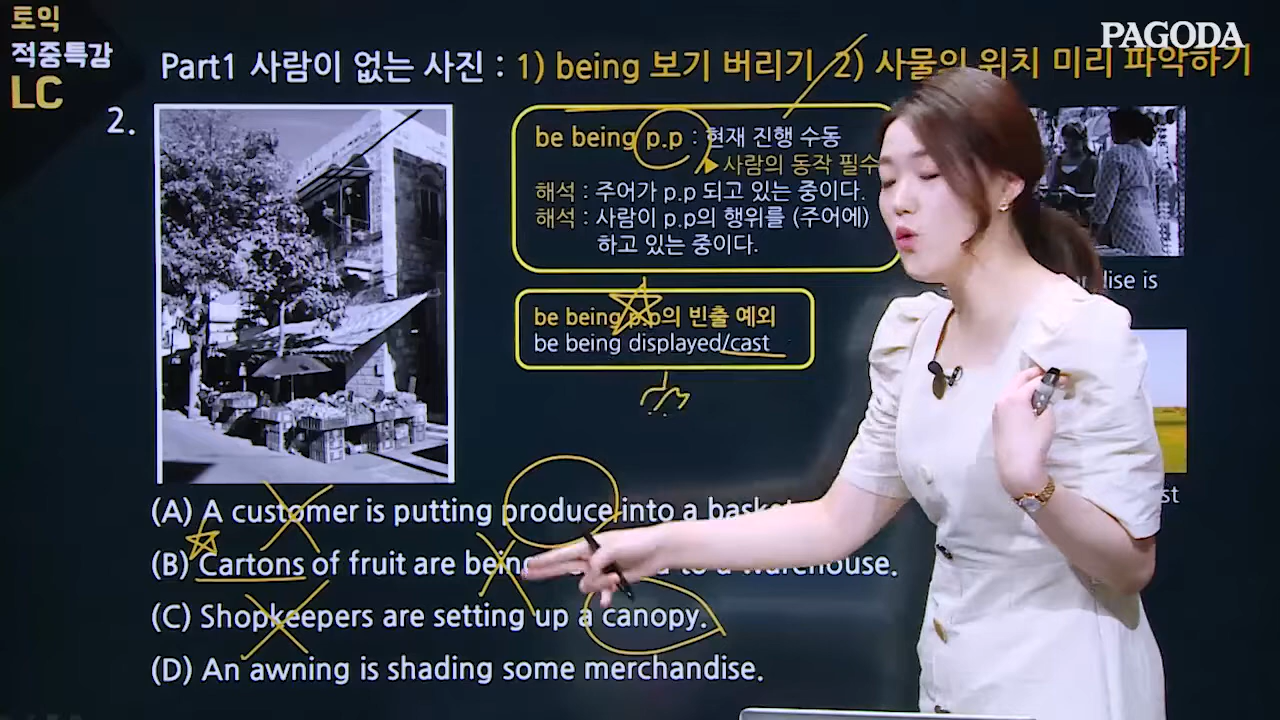 토익
적중특강
LC
PAGODA
Part1 사람이 없는 사진 : 1) being 보기 버리기 2) 사물의 위치 미리 파악하기
2.
be being p.p : 현재 진행 수동
▶사람의 동작 필수
해석 : 주어가 p.p 되고 있는 중이다.
해석 : 사람이 p.p의 행위를 (주어에)
하고 있는 중이다.
be being p.p의 빈출 예외
be being displayed/cast
is
(A) A customer is putting produce into a
(B) Cartons of fruit are being to a warehouse.
(C) Shopkeepers are setting up a canopy.
(D) An awning is shading some merchandise.